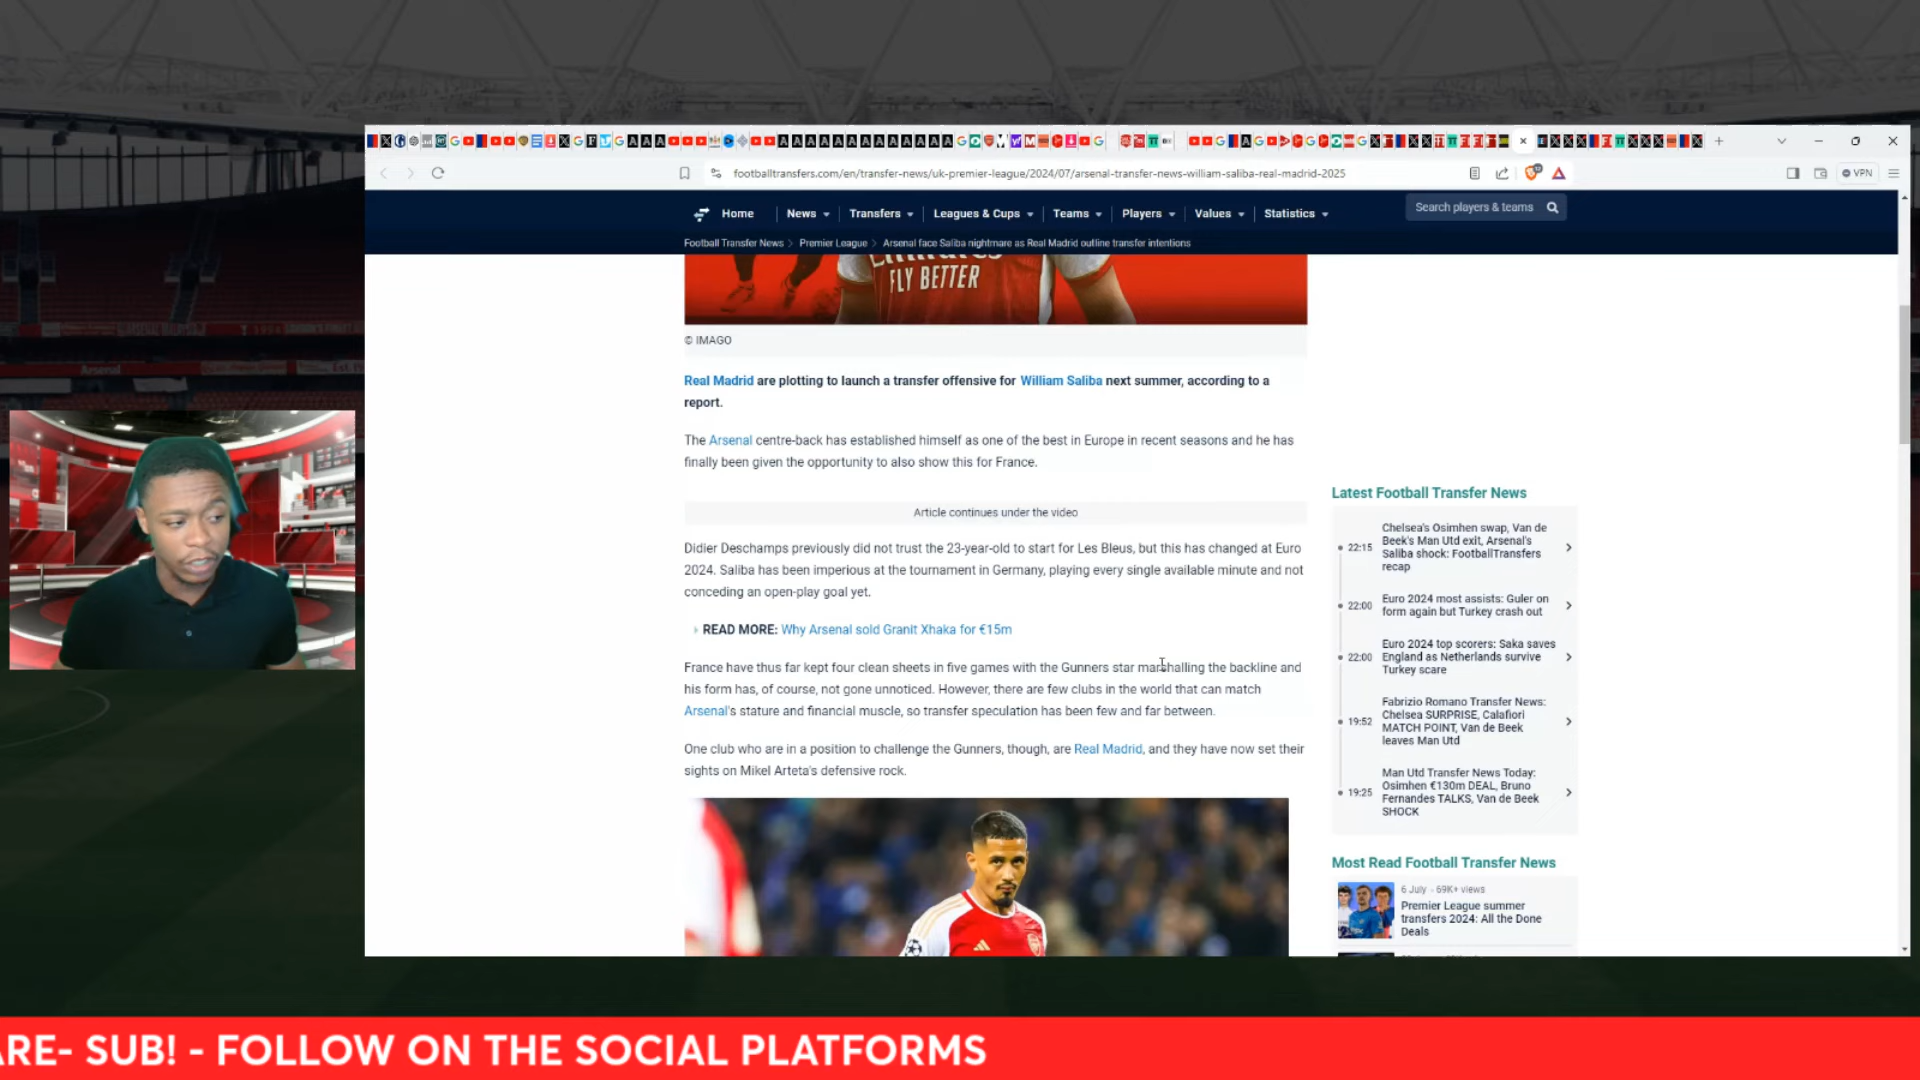 footballtransfers.com/en/transfer-news/uk-premier-league/2024/07/arsenal-transfer-news-william-saliba-real-madrid-2025
VPN
Home
News
Transfers
Leagues & Cups
Teams
Players
Values
Statistics
Search players & teams
Football Transfer News > Premier League > Arsenal face Saliba nightmare as Real Madrid outline transfer intentions
Emirates
FLY BETTER
© IMAGO
Real Madrid are plotting to launch a transfer offensive for William Saliba next summer, according to a
report.
The Arsenal centre-back has established himself as one of the best in Europe in recent seasons and he has
finally been given the opportunity to also show this for France.
Article continues under the video
Didier Deschamps previously did not trust the 23-year-old to start for Les Bleus, but this has changed at Euro
2024. Saliba has been imperious at the tournament in Germany, playing every single available minute and not
conceding an open-play goal yet.
READ MORE: Why Arsenal sold Granit Xhaka for €15m
France have thus far kept four clean sheets in five games with the Gunners star marshalling the backline and
his form has, of course, not gone unnoticed. However, there are few clubs in the world that can match
Arsenal's stature and financial muscle, so transfer speculation has been few and far between.
One club who are in a position to challenge the Gunners, though, are Real Madrid, and they have now set their
sights on Mikel Arteta's defensive rock.
Latest Football Transfer News
22:15
Chelsea's Osimhen swap, Van de
Beek's Man Utd exit, Arsenal's
Saliba shock: FootballTransfers
recap
22:00
Euro 2024 most assists: Guler on
form again but Turkey crash out
22:00
Euro 2024 top scorers: Saka saves
England as Netherlands survive
Turkey scare
19:52
Fabrizio Romano Transfer News:
Chelsea SURPRISE, Calafiori
MATCH POINT, Van de Beek
leaves Man Utd
19:25
Man Utd Transfer News Today:
Osimhen €130m DEAL, Bruno
Fernandes TALKS, Van de Beek
SHOCK
Most Read Football Transfer News
6 July - 69K+ views
Premier League summer
transfers 2024: All the Done
Deals
Arsenal
ARE- SUB! - FOLLOW ON THE SOCIAL PLATFORMS